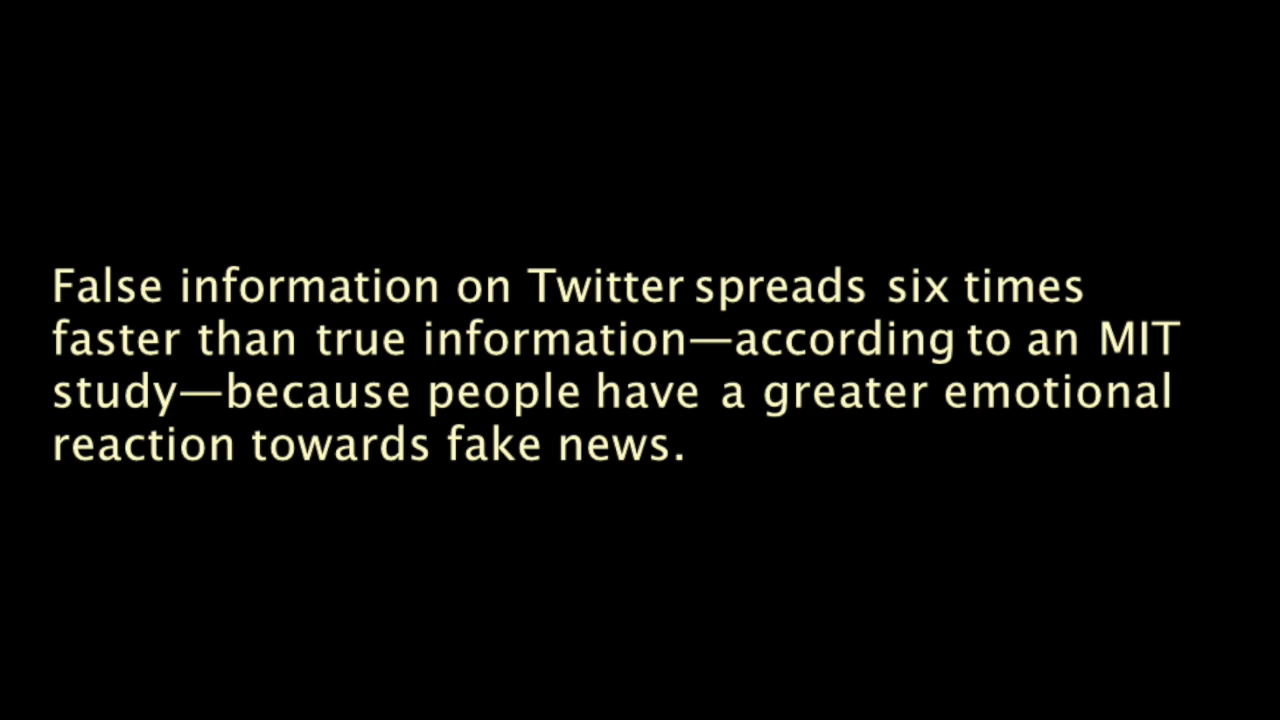 False information on Twitter spreads six times
faster than true information—according to an MIT
study—because people have a greater emotional
reaction towards fake news.